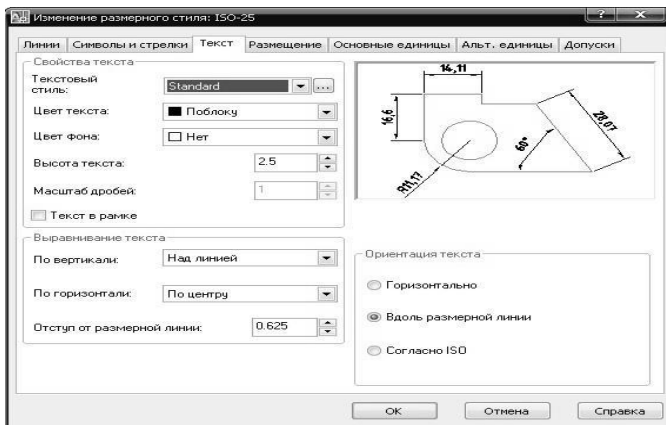 Изменение размерного стиля: ISO-25
Линии Символы и стрелки Текст Размещение Основные единицы Альт. единицы Допуски
Свойства текста
Текстовый
стиль: Standard ...
Цвет текста: Поблоку
Цвет фона: Нет
Высота текста: 2.5
Масштаб дробей: 1
Текст в рамке
14,11
16,6
28,07
60°
R11,17
Выравнивание текста
По вертикали: Над линией
По горизонтали: По центру
Отступ от размерной линии: 0.625
Ориентация текста
Горизонтально
Вдоль размерной линии
Согласно ISO
OK Отмена Справка